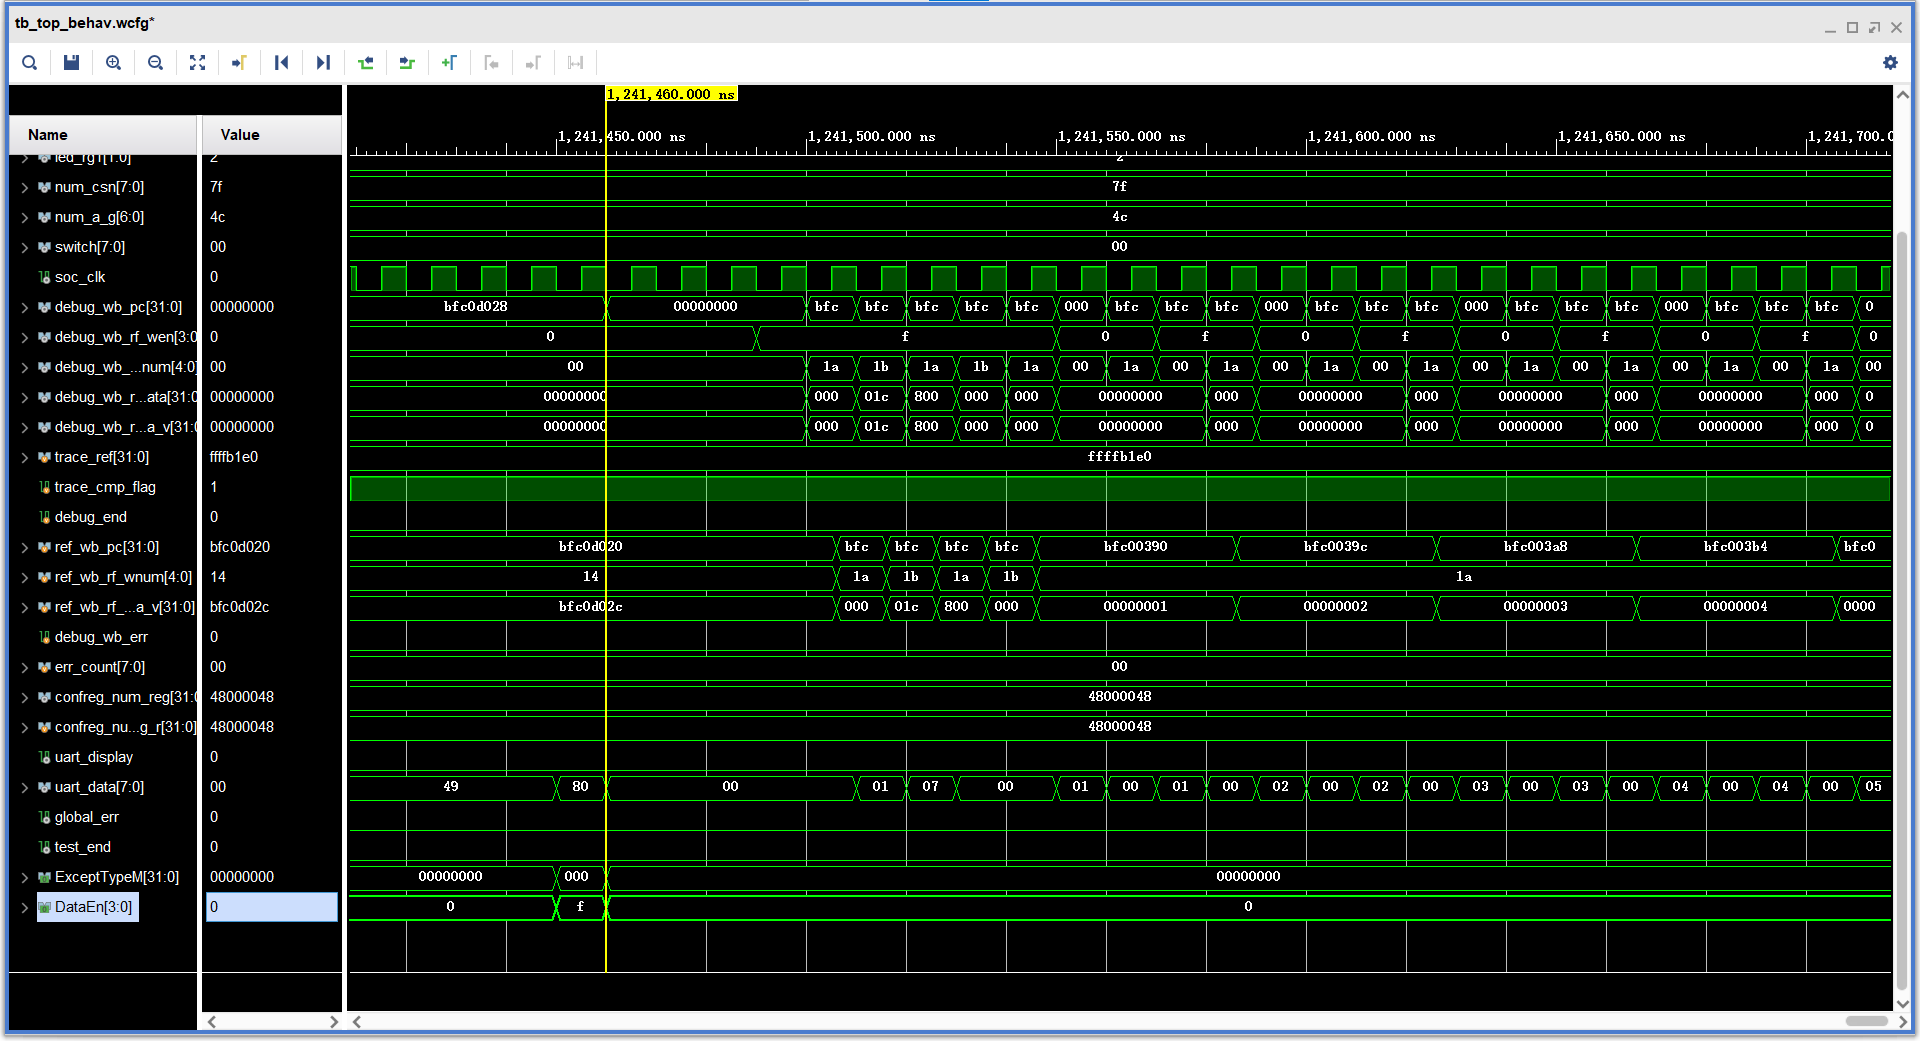 tb_top_behav.wcfg*
1,241,460.000 ns
1,241,450.000 ns 1,241,500.000 ns 1,241,550.000 ns 1,241,600.000 ns 1,241,650.000 ns 1,241,700.0
Name Value
led_rg1[1:0] 2 2
num_csn[7:0] 7f 7f
num_a_g[6:0] 4c 4c
switch[7:0] 00 00
soc_clk 0
debug_wb_pc[31:0] 00000000 bfc0d028 00000000 bfc bfc bfc bfc bfc 000 bfc bfc bfc 000 bfc bfc bfc 000 bfc bfc bfc 000 bfc bfc bfc 0
debug_wb_rf_wen[3:0 0 0 f 0 f 0 f 0 f 0 f 0
debug_wb_...num[4:0] 00 00 1a 1b 1a 1b 1a 00 1a 00 1a 00 1a 00 1a 00 1a 00 1a 00 1a 00 1a 00
debug_wb_r...ata[31:0 00000000 00000000 000 01c 800 000 000 00000000 000 00000000 000 00000000 000 00000000 000 0
debug_wb_r...a_v[31:0 00000000 00000000 000 01c 800 000 000 00000000 000 00000000 000 00000000 000 00000000 000 0
trace_ref[31:0] ffffb1e0 ffffb1e0
trace_cmp_flag 1
debug_end 0
ref_wb_pc[31:0] bfc0d020 bfc0d020 bfc bfc bfc bfc bfc00390 bfc0039c bfc003a8 bfc003b4 bfc0
ref_wb_rf_wnum[4:0] 14 14 1a 1b 1a 1b 1a
ref_wb_rf_...a_v[31:0] bfc0d02c bfc0d02c 000 01c 800 000 00000001 00000002 00000003 00000004 0000
debug_wb_err 0
err_count[7:0] 00 00
confreg_num_reg[31:0 48000048 48000048
confreg_nu...g_r[31:0] 48000048 48000048
uart_display 0
uart_data[7:0] 00 49 80 00 01 07 00 01 00 01 00 02 00 02 00 03 00 03 00 04 00 04 00 05
global_err 0
test_end 0
ExceptTypeM[31:0] 00000000 00000000 000 00000000
DataEn[3:0] 0 0 f 0